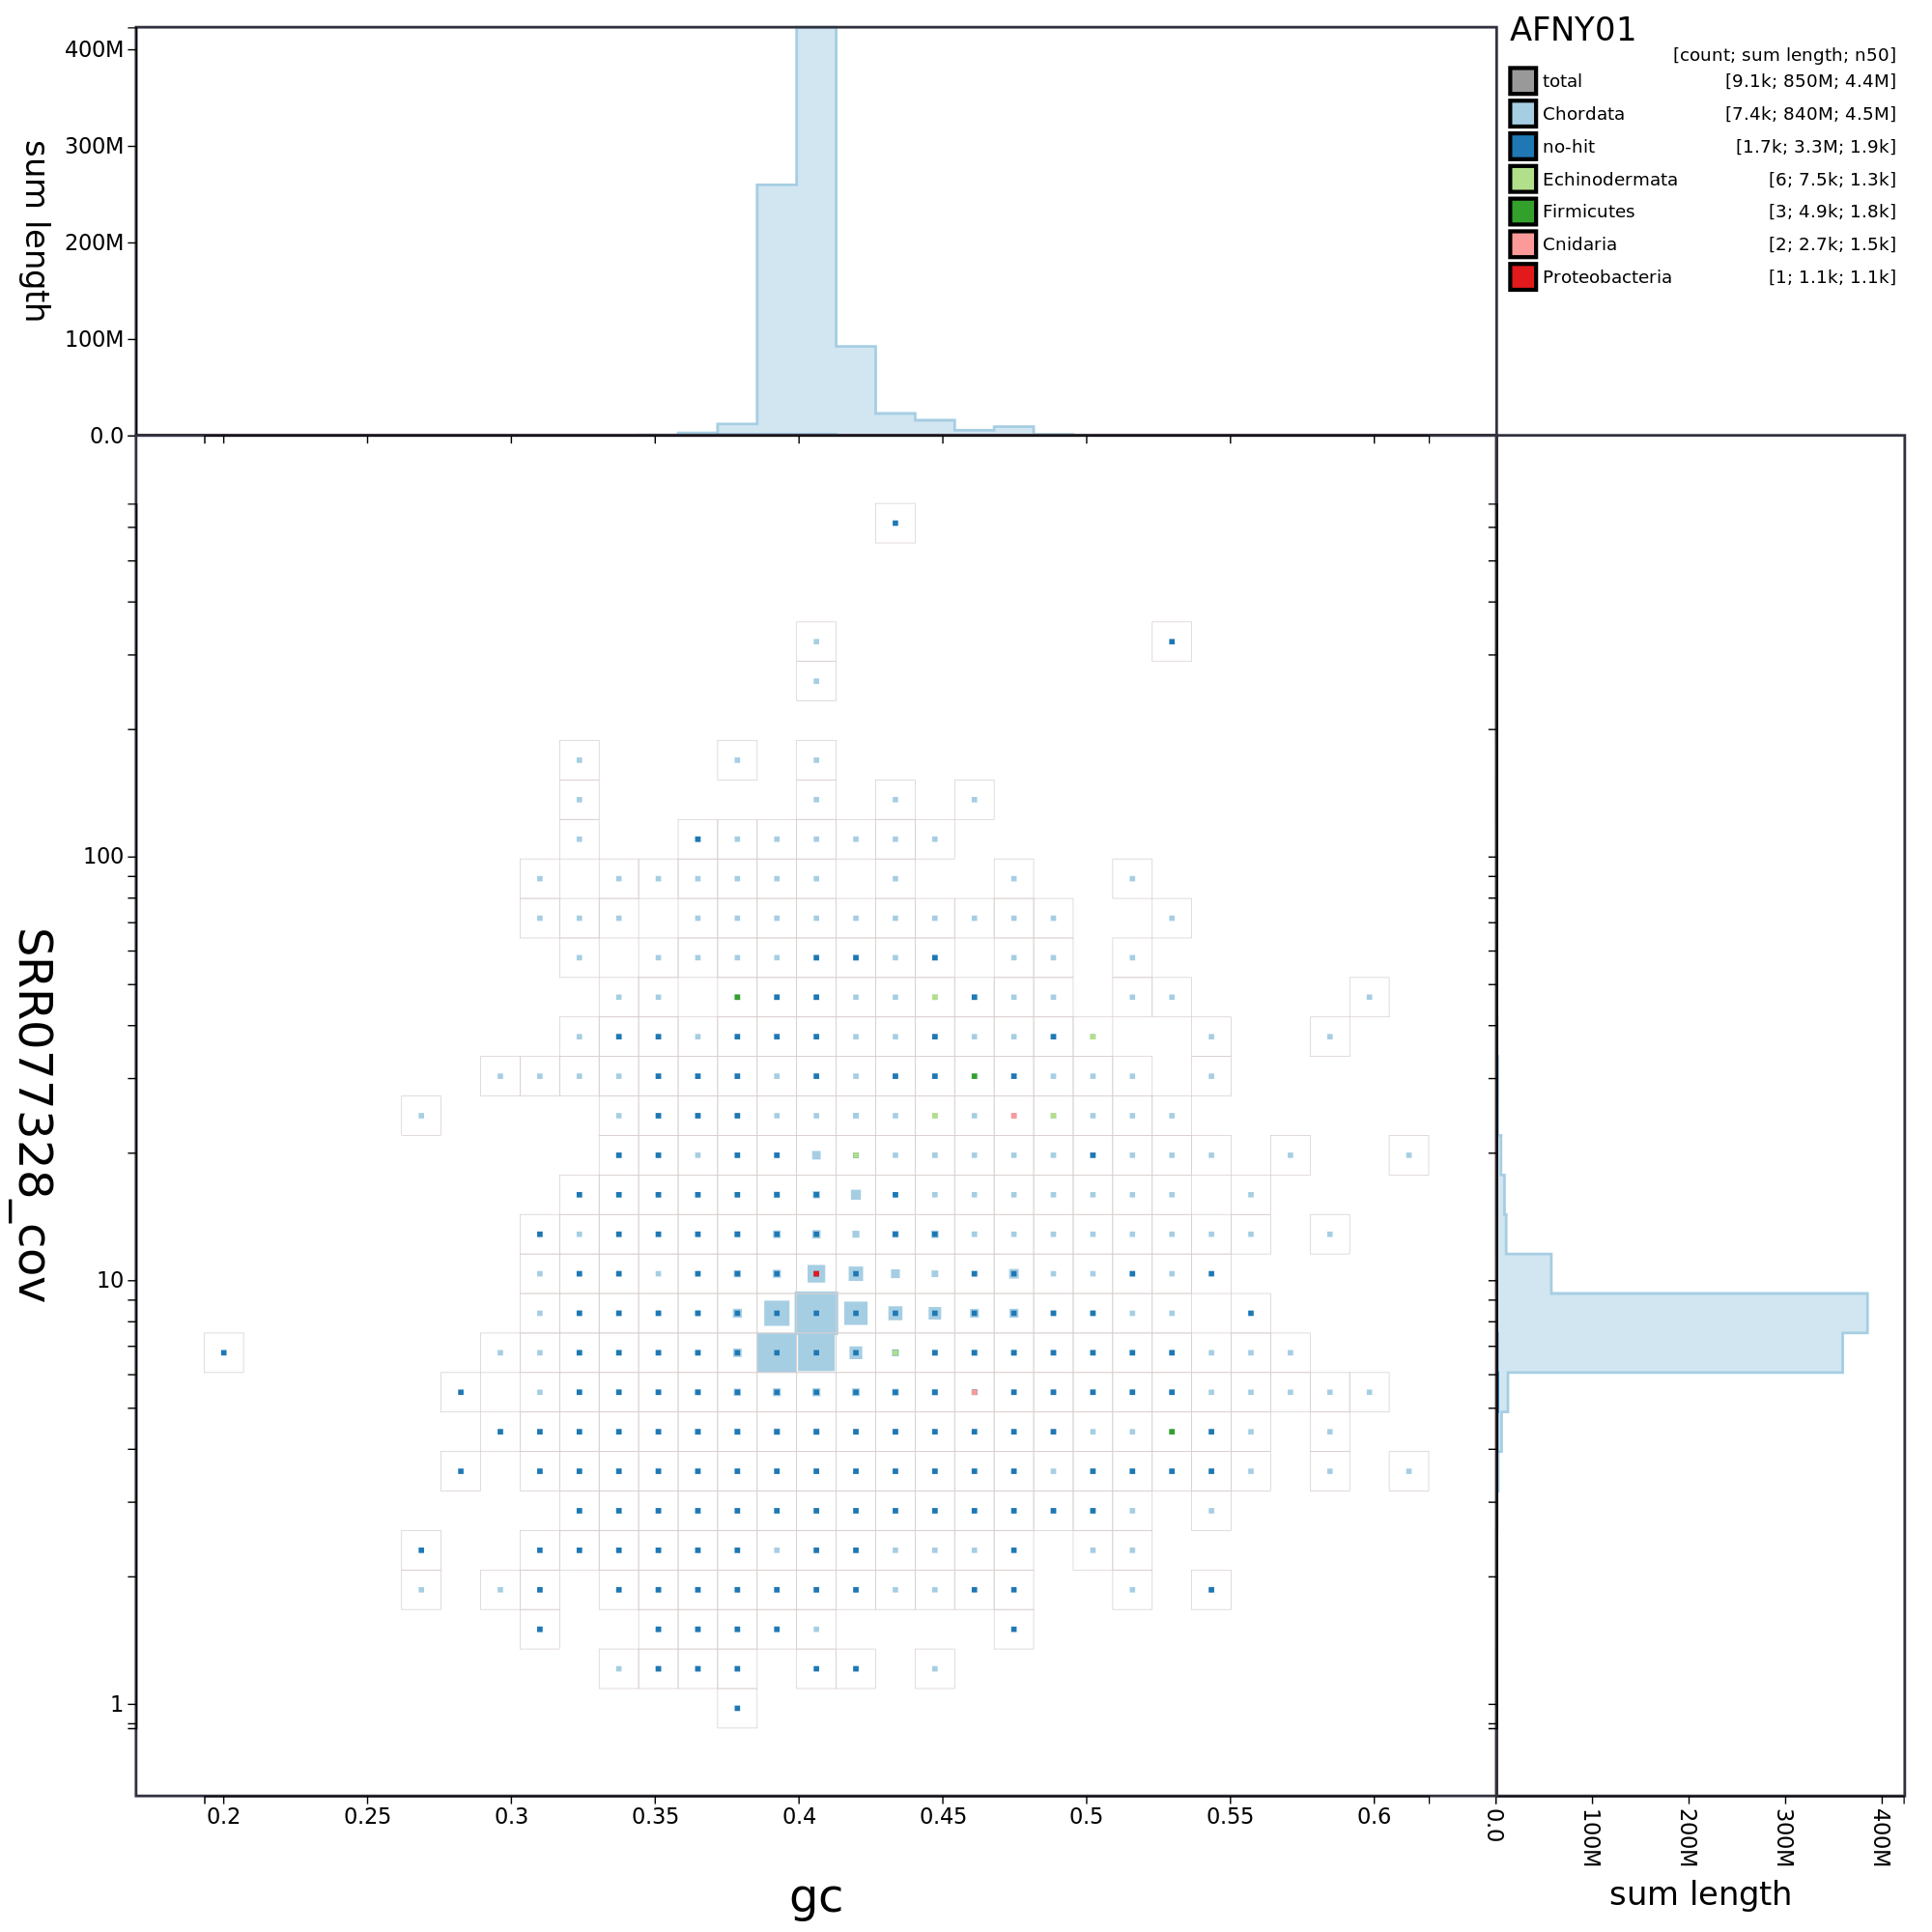 AFNY01
[count; sum length; n50]
total [9.1k; 850M; 4.4M]
Chordata [7.4k; 840M; 4.5M]
no-hit [1.7k; 3.3M; 1.9k]
Echinodermata [6; 7.5k; 1.3k]
Firmicutes [3; 4.9k; 1.8k]
Cnidaria [2; 2.7k; 1.5k]
Proteobacteria [1; 1.1k; 1.1k]
sum length
400M
300M
200M
100M
0.0
SRR077328_cov
100
10
1
0.2 0.25 0.3 0.35 0.4 0.45 0.5 0.55 0.6
gc
0.0 100M 200M 300M 400M
sum length